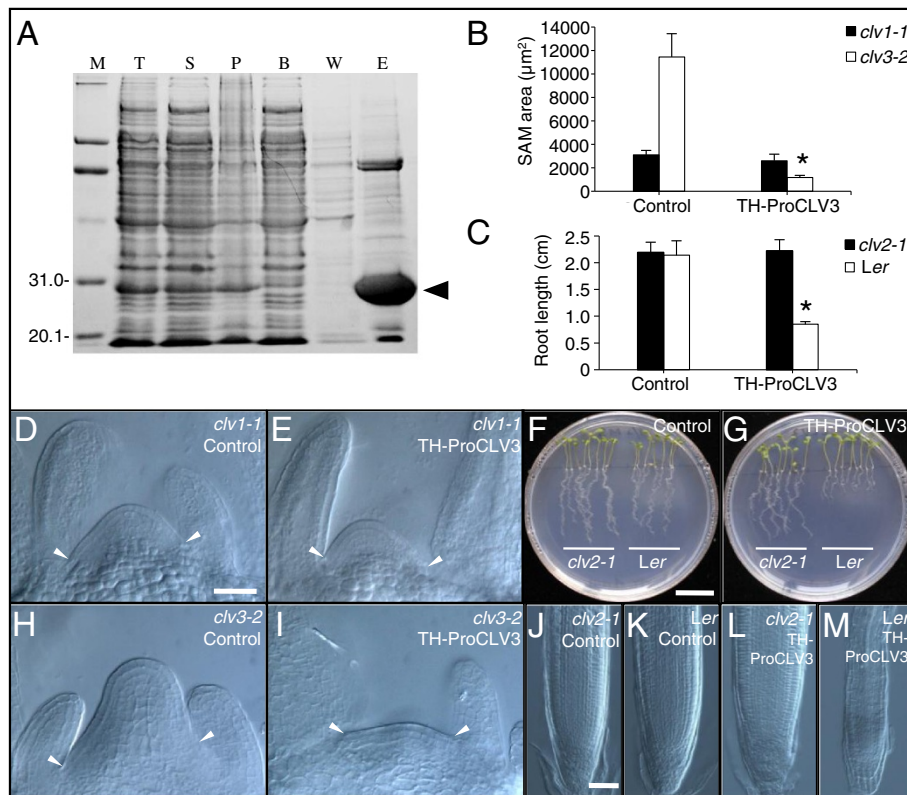 A
M T S P B W E
31.0-
20.1-
B
SAM area (µm²)
14000
12000
10000
8000
6000
4000
2000
0
clv1-1
clv3-2
*
Control TH-ProCLV3
C
Root length (cm)
2.5
2.0
1.5
1.0
0.5
0
clv2-1
Ler
*
Control TH-ProCLV3
D clv1-1
Control
E clv1-1
TH-ProCLV3
F Control
clv2-1 Ler
G TH-ProCLV3
clv2-1 Ler
H clv3-2
Control
I clv3-2
TH-ProCLV3
J clv2-1
Control
K Ler
Control
L clv2-1
TH-
ProCLV3
M Ler
TH-
ProCLV3